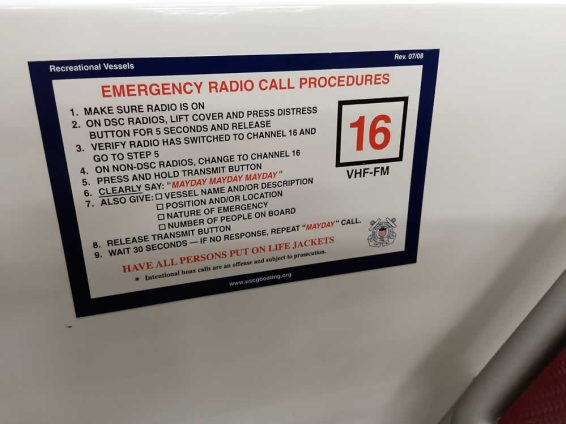 Recreational Vessels
Rev. 07/08
EMERGENCY RADIO CALL PROCEDURES
1. MAKE SURE RADIO IS ON
2. ON DSC RADIOS, LIFT COVER AND PRESS DISTRESS
BUTTON FOR 5 SECONDS AND RELEASE
3. VERIFY RADIO HAS SWITCHED TO CHANNEL 16 AND
GO TO STEP 5
4. ON NON-DSC RADIOS, CHANGE TO CHANNEL 16
5. PRESS AND HOLD TRANSMIT BUTTON
6. CLEARLY SAY: "MAYDAY MAYDAY MAYDAY"
7. ALSO GIVE: □ VESSEL NAME AND/OR DESCRIPTION
□ POSITION AND/OR LOCATION
□ NATURE OF EMERGENCY
□ NUMBER OF PEOPLE ON BOARD
8. RELEASE TRANSMIT BUTTON
9. WAIT 30 SECONDS — IF NO RESPONSE, REPEAT "MAYDAY" CALL.
HAVE ALL PERSONS PUT ON LIFE JACKETS
* Intentional hoax calls are an offense and subject to prosecution.
www.uscgboating.org
16
VHF-FM